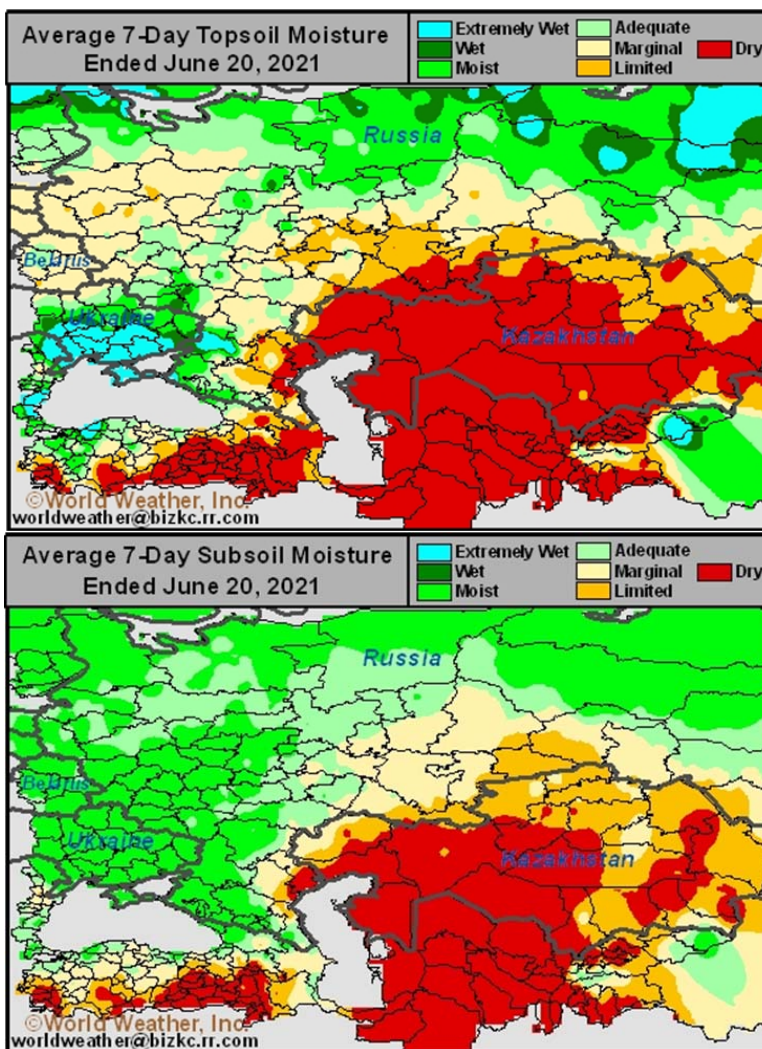 Average 7-Day Topsoil Moisture
Ended June 20, 2021
Extremely Wet
Wet
Moist
Adequate
Marginal
Limited
Dry
Russia
Belarus
Ukraine
Kazakhstan
©World Weather, Inc.
worldweather@bizkc.rr.com
Average 7-Day Subsoil Moisture
Ended June 20, 2021
Extremely Wet
Wet
Moist
Adequate
Marginal
Limited
Dry
Russia
Belarus
Ukraine
Kazakhstan
©World Weather, Inc.
worldweather@bizkc.rr.com